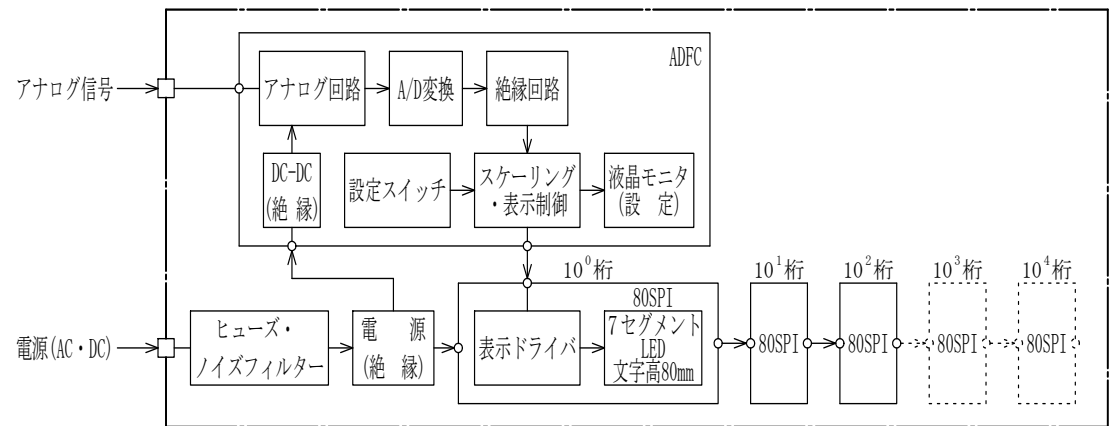 ADFC
アナログ信号
アナログ回路
A/D変換
絶縁回路
DC-DC
(絶 縁)
設定スイッチ
スケーリング
・表示制御
液晶モニタ
(設 定)
10⁰桁
10¹桁
10²桁
10³桁
10⁴桁
80SPI
電源(AC・DC)
ヒューズ・
ノイズフィルター
電 源
(絶 縁)
表示ドライバ
7セグメント
LED
文字高80mm
80SPI
80SPI
80SPI
80SPI